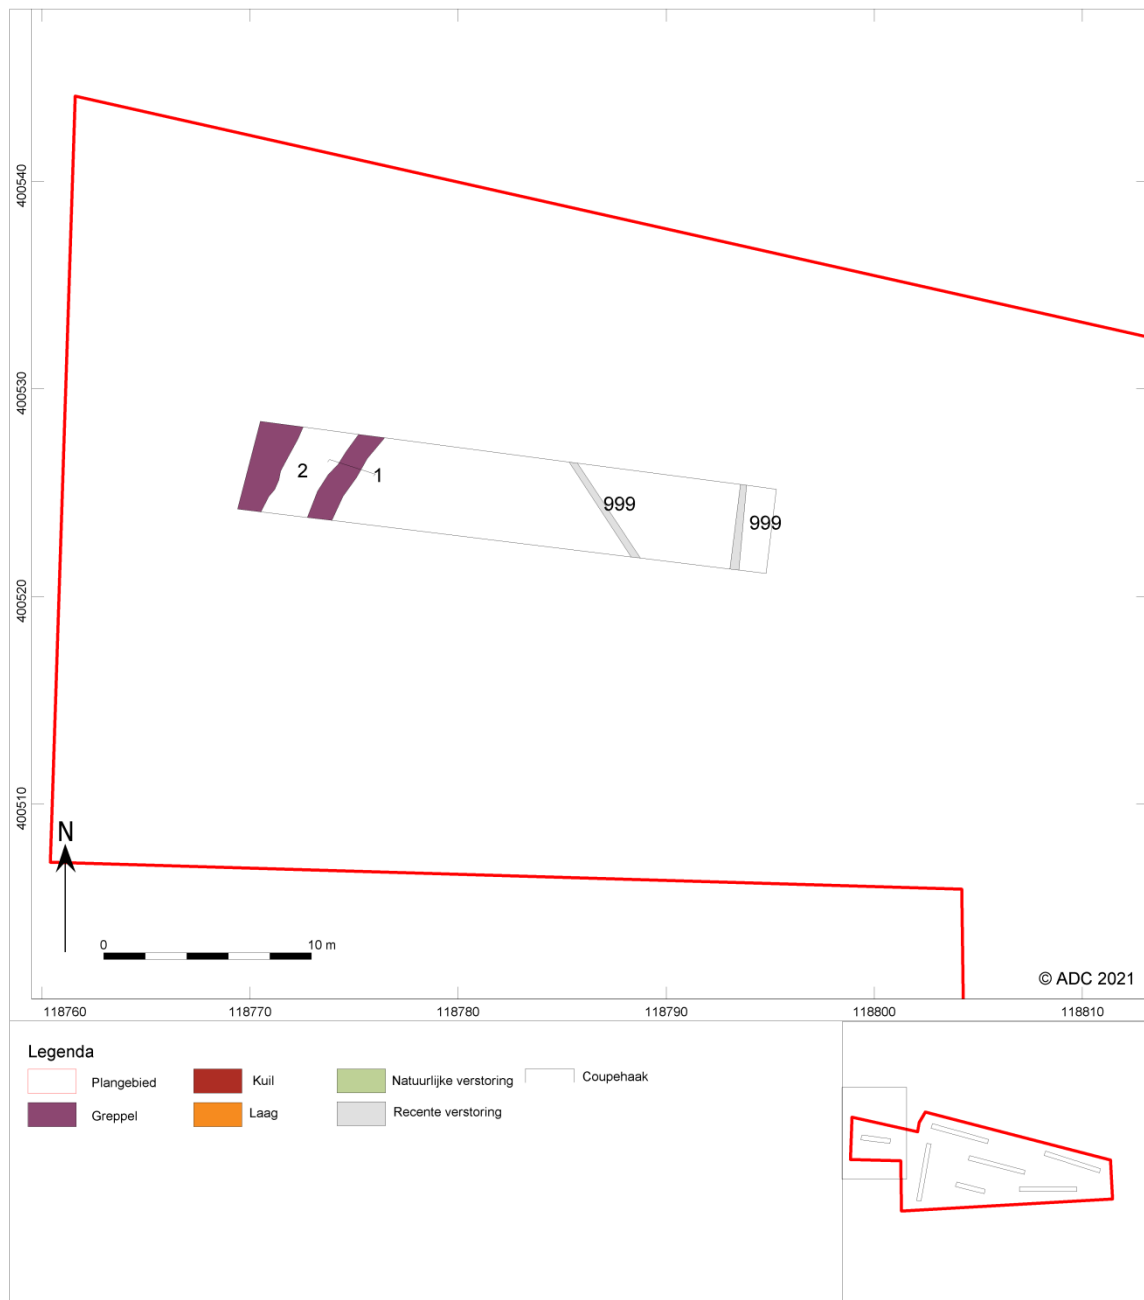 400540
400530
400520
400510
2
1
999
999
N
0
10 m
© ADC 2021
118760
118770
118780
118790
118800
118810
Legenda
Plangebied
Kuil
Natuurlijke verstoring
Coupehaak
Greppel
Laag
Recente verstoring